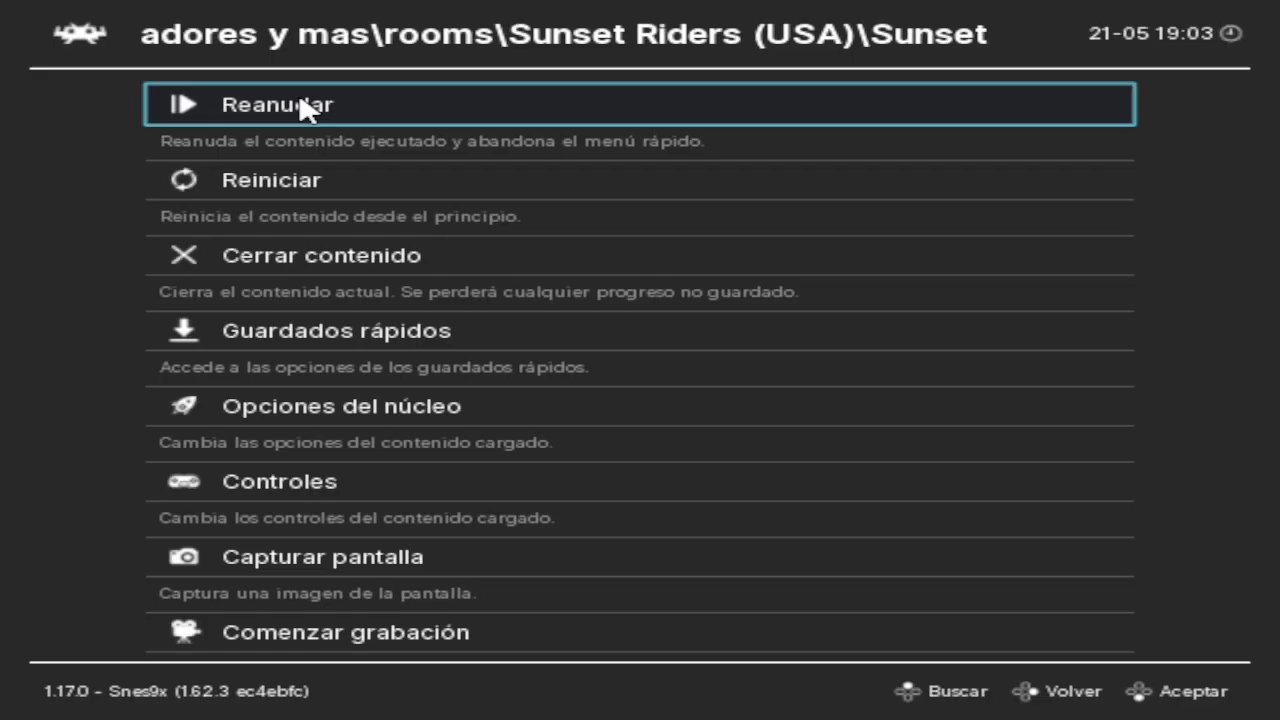 adores y mas\rooms\Sunset Riders (USA)\Sunset
21-05 19:03
Reanudar
Reanuda el contenido ejecutado y abandona el menú rápido.
Reiniciar
Reinicia el contenido desde el principio.
Cerrar contenido
Cierra el contenido actual. Se perderá cualquier progreso no guardado.
Guardados rápidos
Accede a las opciones de los guardados rápidos.
Opciones del núcleo
Cambia las opciones del contenido cargado.
Controles
Cambia los controles del contenido cargado.
Capturar pantalla
Captura una imagen de la pantalla.
Comenzar grabación
1.17.0 - Snes9x (1.62.3 ec4ebfc)
Buscar
Volver
Aceptar